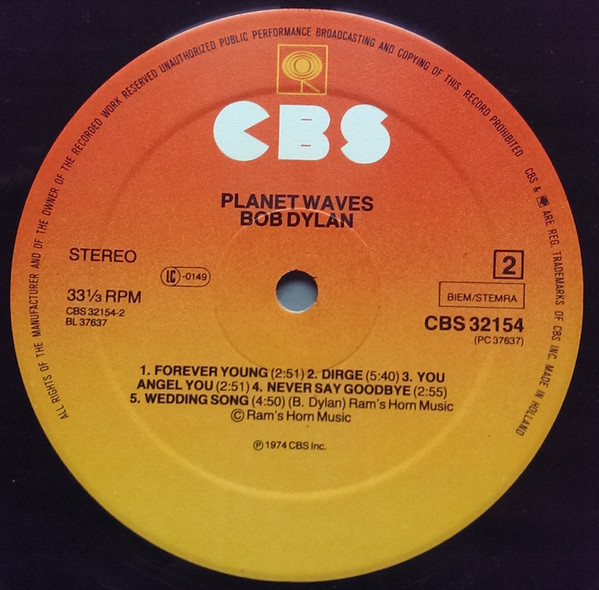 ALL RIGHTS OF THE MANUFACTURER AND OF THE OWNER OF THE RECORDED WORK RESERVED UNAUTHORIZED PUBLIC PERFORMANCE BROADCASTING AND COPYING OF THIS RECORD PROHIBITED. CBS & ARE REG. TRADEMARKS OF CBS INC. MADE IN HOLLAND
CBS
PLANET WAVES
BOB DYLAN
STEREO
LC-0149
2
33 1/3 RPM
BIEM/STEMRA
CBS 32154-2
CBS 32154
BL 37637
(PC 37637)
1. FOREVER YOUNG (2:51) 2. DIRGE (5:40) 3. YOU
ANGEL YOU (2:51) 4. NEVER SAY GOODBYE (2:55)
5. WEDDING SONG (4:50) (B. Dylan) Ram's Horn Music
© Ram's Horn Music
℗ 1974 CBS Inc.